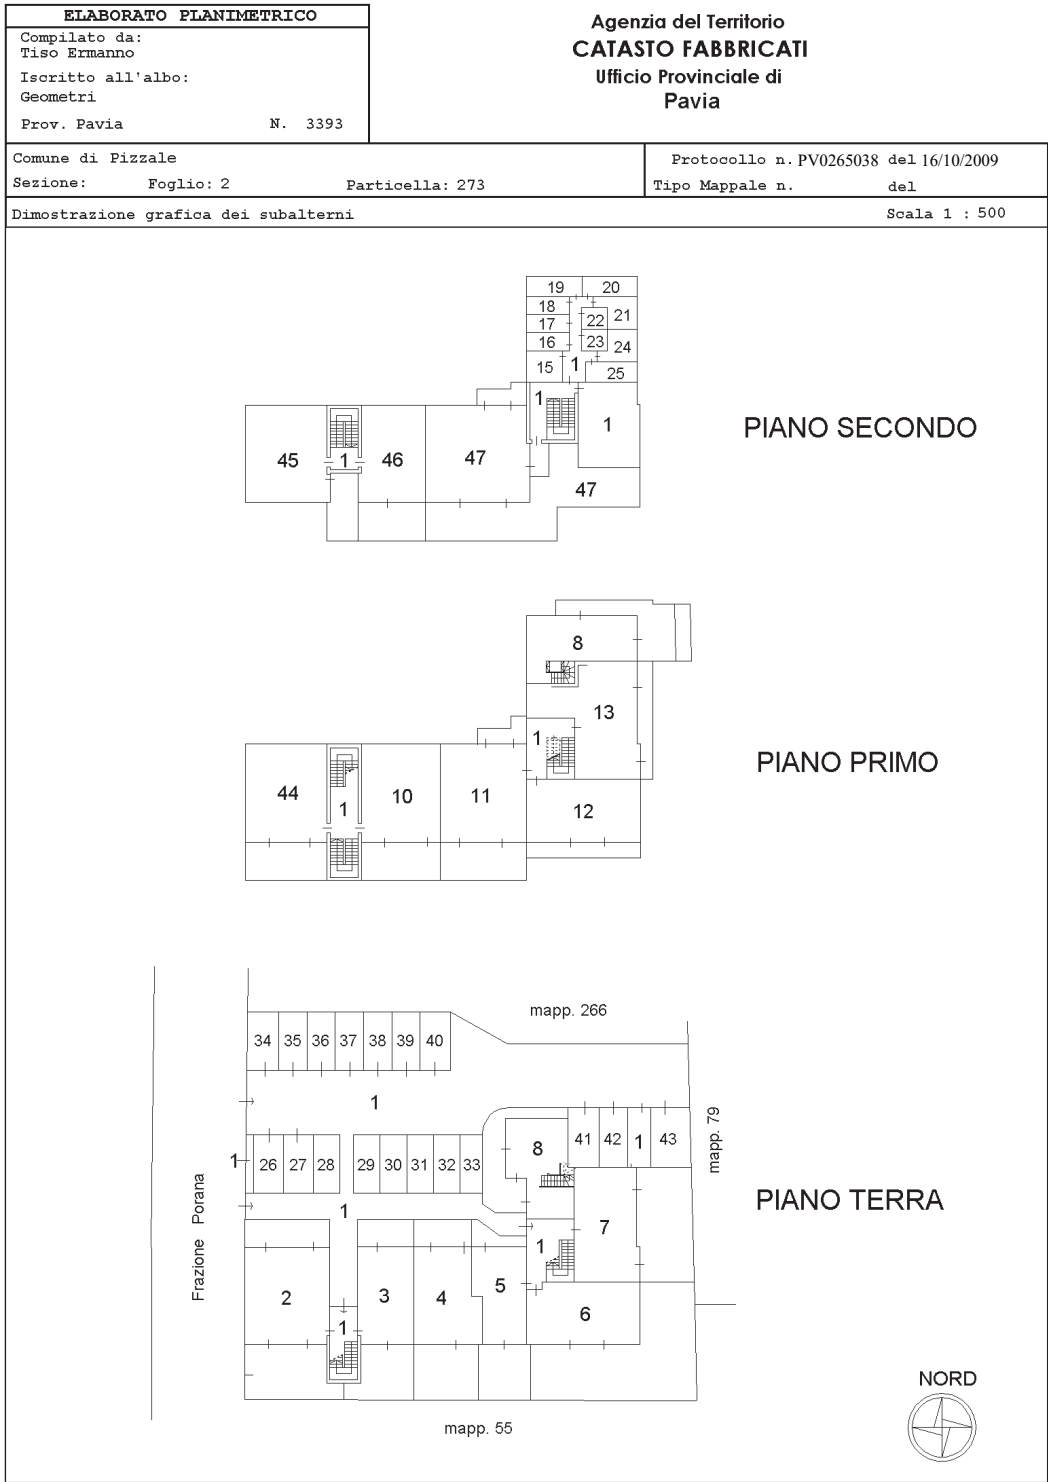 ELABORATO PLANIMETRICO
Compilato da:
Tiso Ermanno
Iscritto all'albo:
Geometri
Prov. Pavia N. 3393
Agenzia del Territorio
CATASTO FABBRICATI
Ufficio Provinciale di
Pavia
Comune di Pizzale
Sezione: Foglio: 2 Particella: 273
Protocollo n. PV0265038 del 16/10/2009
Tipo Mappale n. del
Dimostrazione grafica dei subalterni Scala 1 : 500
19 20
18
17 22 21
16 23 24
15 1 25
1
1
45 1 46 47
47
PIANO SECONDO
8
13
1
44 1 10 11 12
PIANO PRIMO
mapp. 266
34 35 36 37 38 39 40
1
mapp. 79
8 41 42 1 43
1 26 27 28 29 30 31 32 33
Frazione Porana
1
7
1
2 3 4 5
6
1
PIANO TERRA
NORD
mapp. 55